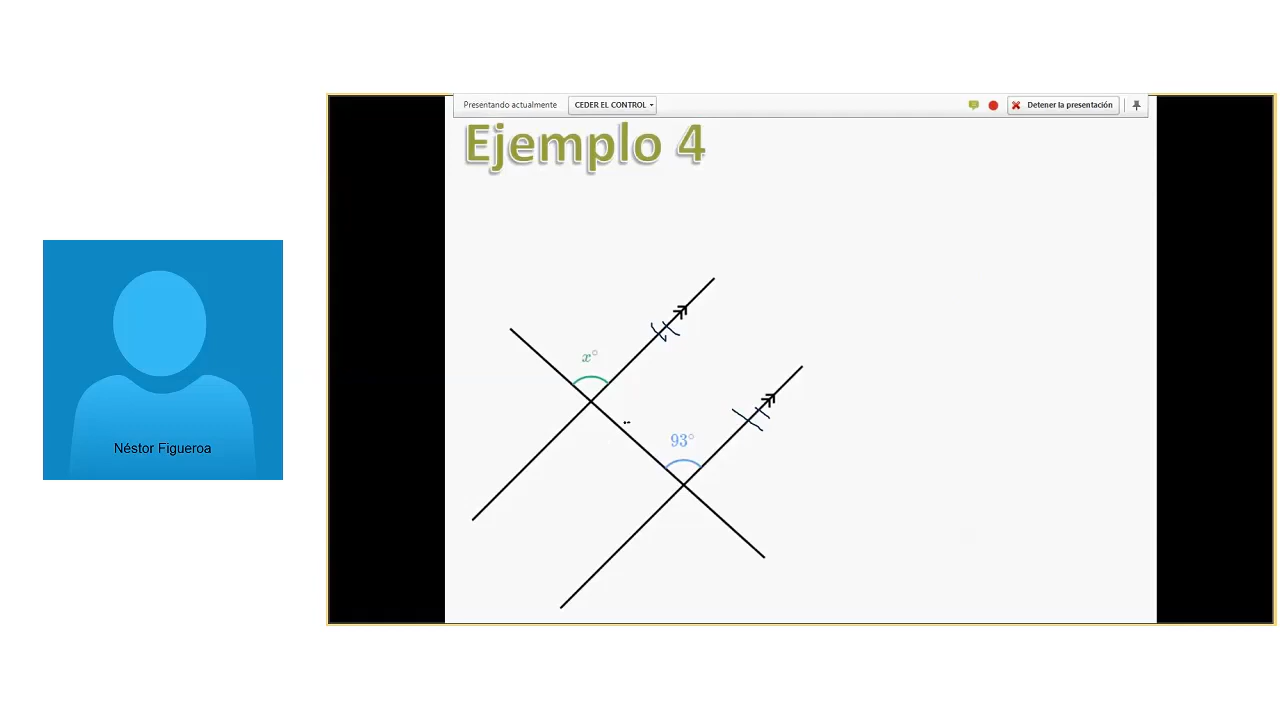 Presentando actualmente CEDER EL CONTROL Detener la presentación
Ejemplo 4
x°
93°
Néstor Figueroa